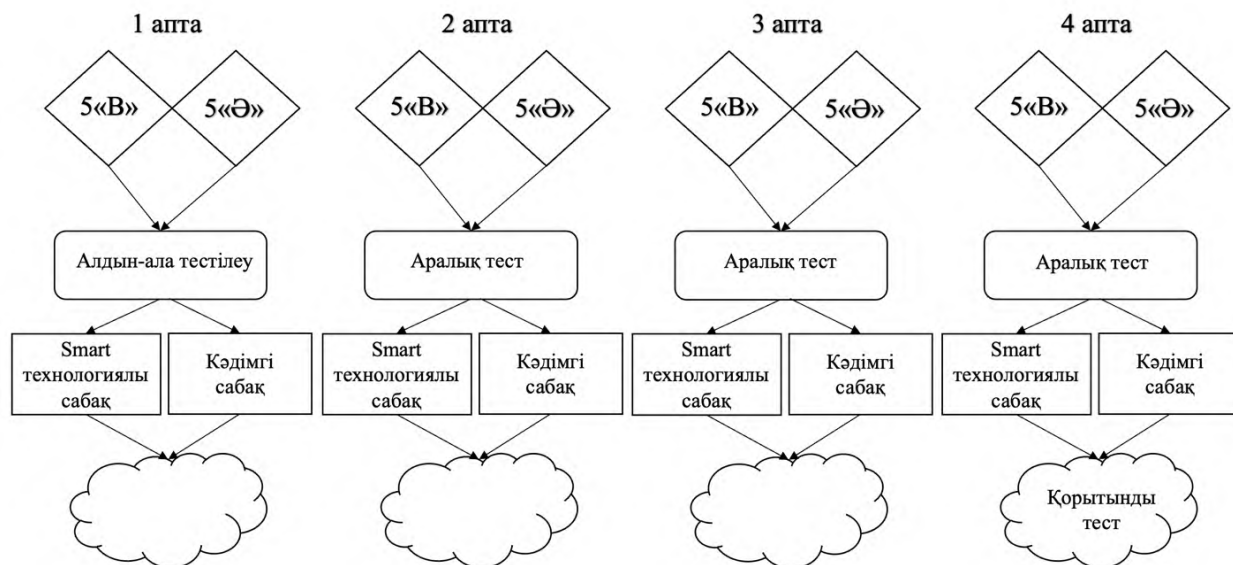 1 апта
2 апта
3 апта
4 апта
5«В»
5«Ә»
5«В»
5«Ә»
5«В»
5«Ә»
5«В»
5«Ә»
Алдын-ала тестілеу
Аралық тест
Аралық тест
Аралық тест
Smart
технологиялы
сабақ
Кәдімгі
сабақ
Smart
технологиялы
сабақ
Кәдімгі
сабақ
Smart
технологиялы
сабақ
Кәдімгі
сабақ
Smart
технологиялы
сабақ
Кәдімгі
сабақ
Қорытынды
тест